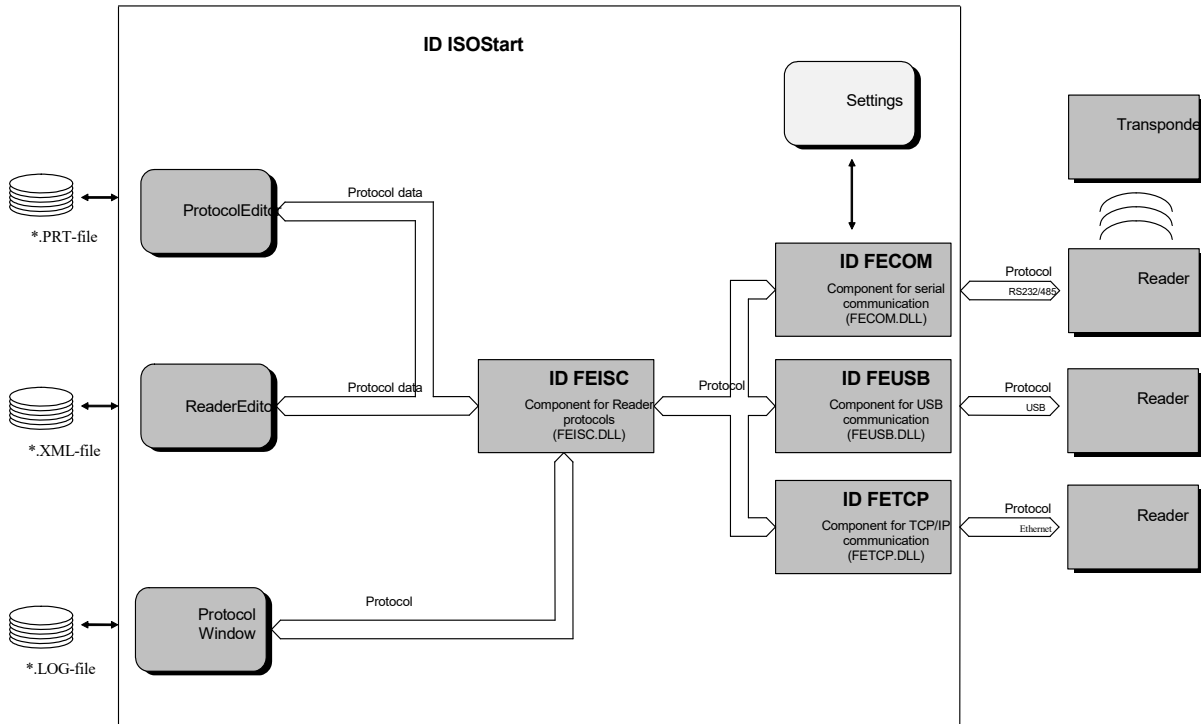 ID ISOStart
Settings
Transponde
ProtocolEdito
Protocol data
*.PRT-file
ID FECOM
Component for serial
communication
(FECOM.DLL)
Protocol
RS232/485
Reader
ReaderEdito
Protocol data
*.XML-file
ID FEISC
Component for Reader
protocols
(FEISC.DLL)
Protocol
ID FEUSB
Component for USB
communication
(FEUSB.DLL)
Protocol
USB
Reader
ID FETCP
Component for TCP/IP
communication
(FETCP.DLL)
Protocol
Ethernet
Reader
Protocol
Window
Protocol
*.LOG-file